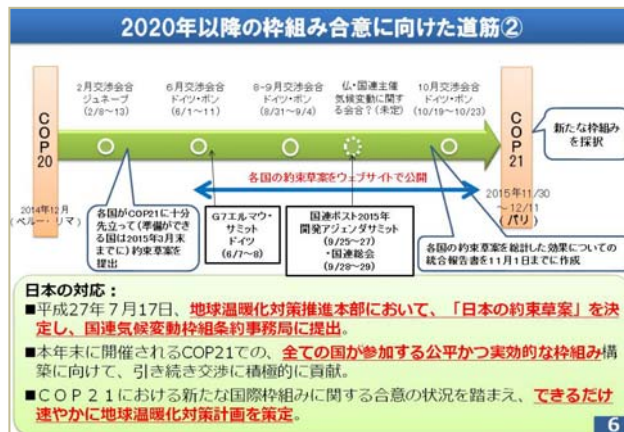 2020年以降の枠組み合意に向けた道筋②
COP20
2014年12月
(ペルー・リマ)
2月交渉会合
ジュネーブ
(2/8~13)
6月交渉会合
ドイツ・ボン
(6/1~11)
8-9月交渉会合
ドイツ・ボン
(8/31~9/4)
仏・国連主催
気候変動に関する
会合?(未定)
10月交渉会合
ドイツ・ボン
(10/19~10/23)
COP21
2015年11/30
~12/11
(パリ)
新たな枠組み
を採択
各国の約束草案をウェブサイトで公開
各国がCOP21に十分
先立って(準備ができ
る国は2015年3月末
までに)約束草案を
提出
G7エルマウ・
サミット
ドイツ
(6/7~8)
国連ポスト2015年
開発アジェンダサミット
(9/25~27)
・国連総会
(9/28~29)
各国の約束草案を総計した効果についての
統合報告書を11月1日までに作成
日本の対応:
■平成27年7月17日、地球温暖化対策推進本部において、「日本の約束草案」を決
定し、国連気候変動枠組条約事務局に提出。
■本年末に開催されるCOP21での、全ての国が参加する公平かつ実効的な枠組み構
築に向けて、引き続き交渉に積極的に貢献。
■COP21における新たな国際枠組みに関する合意の状況を踏まえ、できるだけ
速やかに地球温暖化対策計画を策定。
6